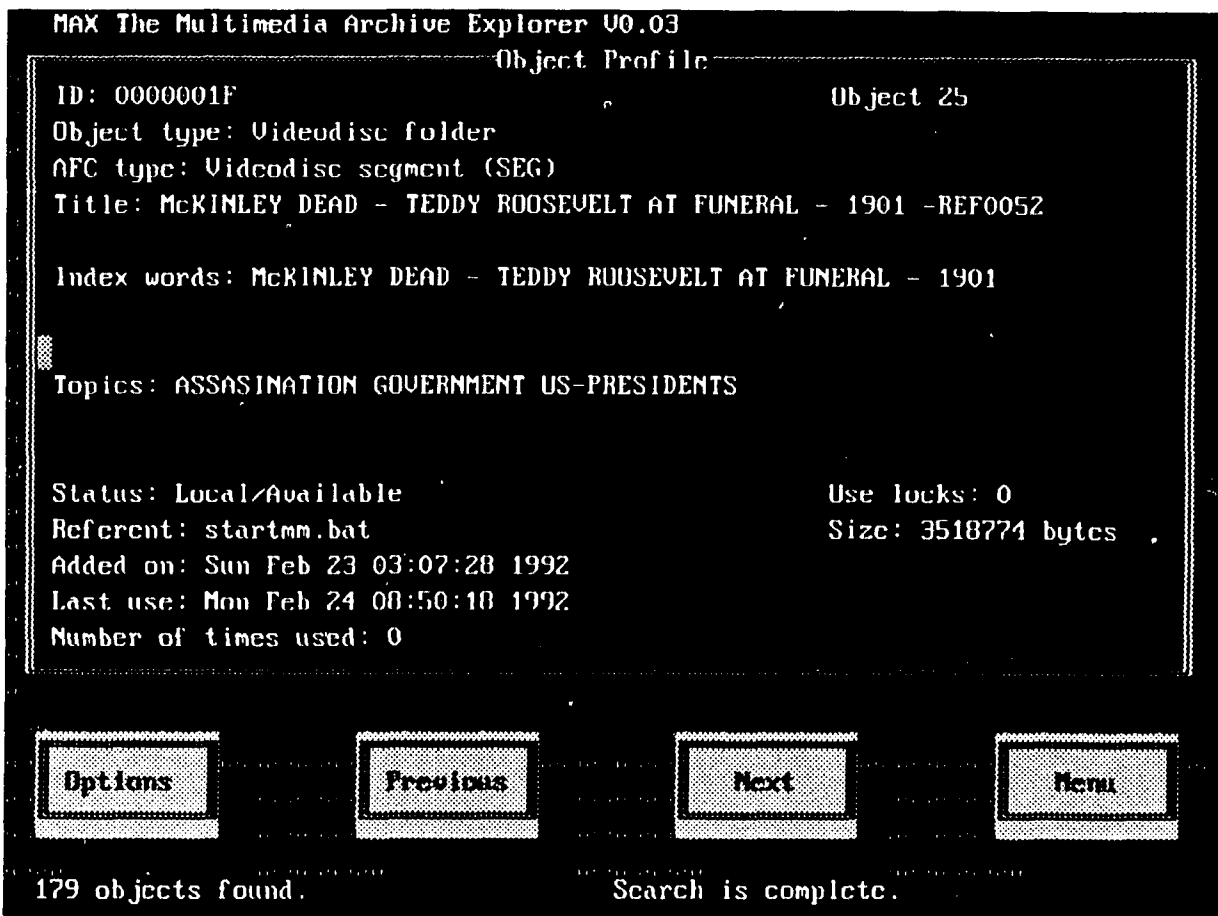 MAX The Multimedia Archive Explorer V0.03
Object Profile
ID: 0000001F Object 25
Object type: Videodisc folder
AFC type: Videodisc segment (SEG)
Title: McKINLEY DEAD - TEDDY ROOSEVELT AT FUNERAL - 1901 -REF0052
Index words: McKINLEY DEAD - TEDDY ROOSEVELT AT FUNERAL - 1901
Topics: ASSASINATION GOVERNMENT US-PRESIDENTS
Status: Local/Available Use locks: 0
Referent: startmm.bat Size: 3518774 bytes
Added on: Sun Feb 23 03:07:28 1992
Last use: Mon Feb 24 08:50:18 1992
Number of times used: 0
Options Previous Next Menu
179 objects found. Search is complete.